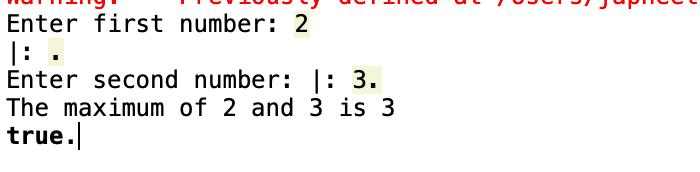 Enter first number: 2
|: .
Enter second number: |: 3.
The maximum of 2 and 3 is 3
true.